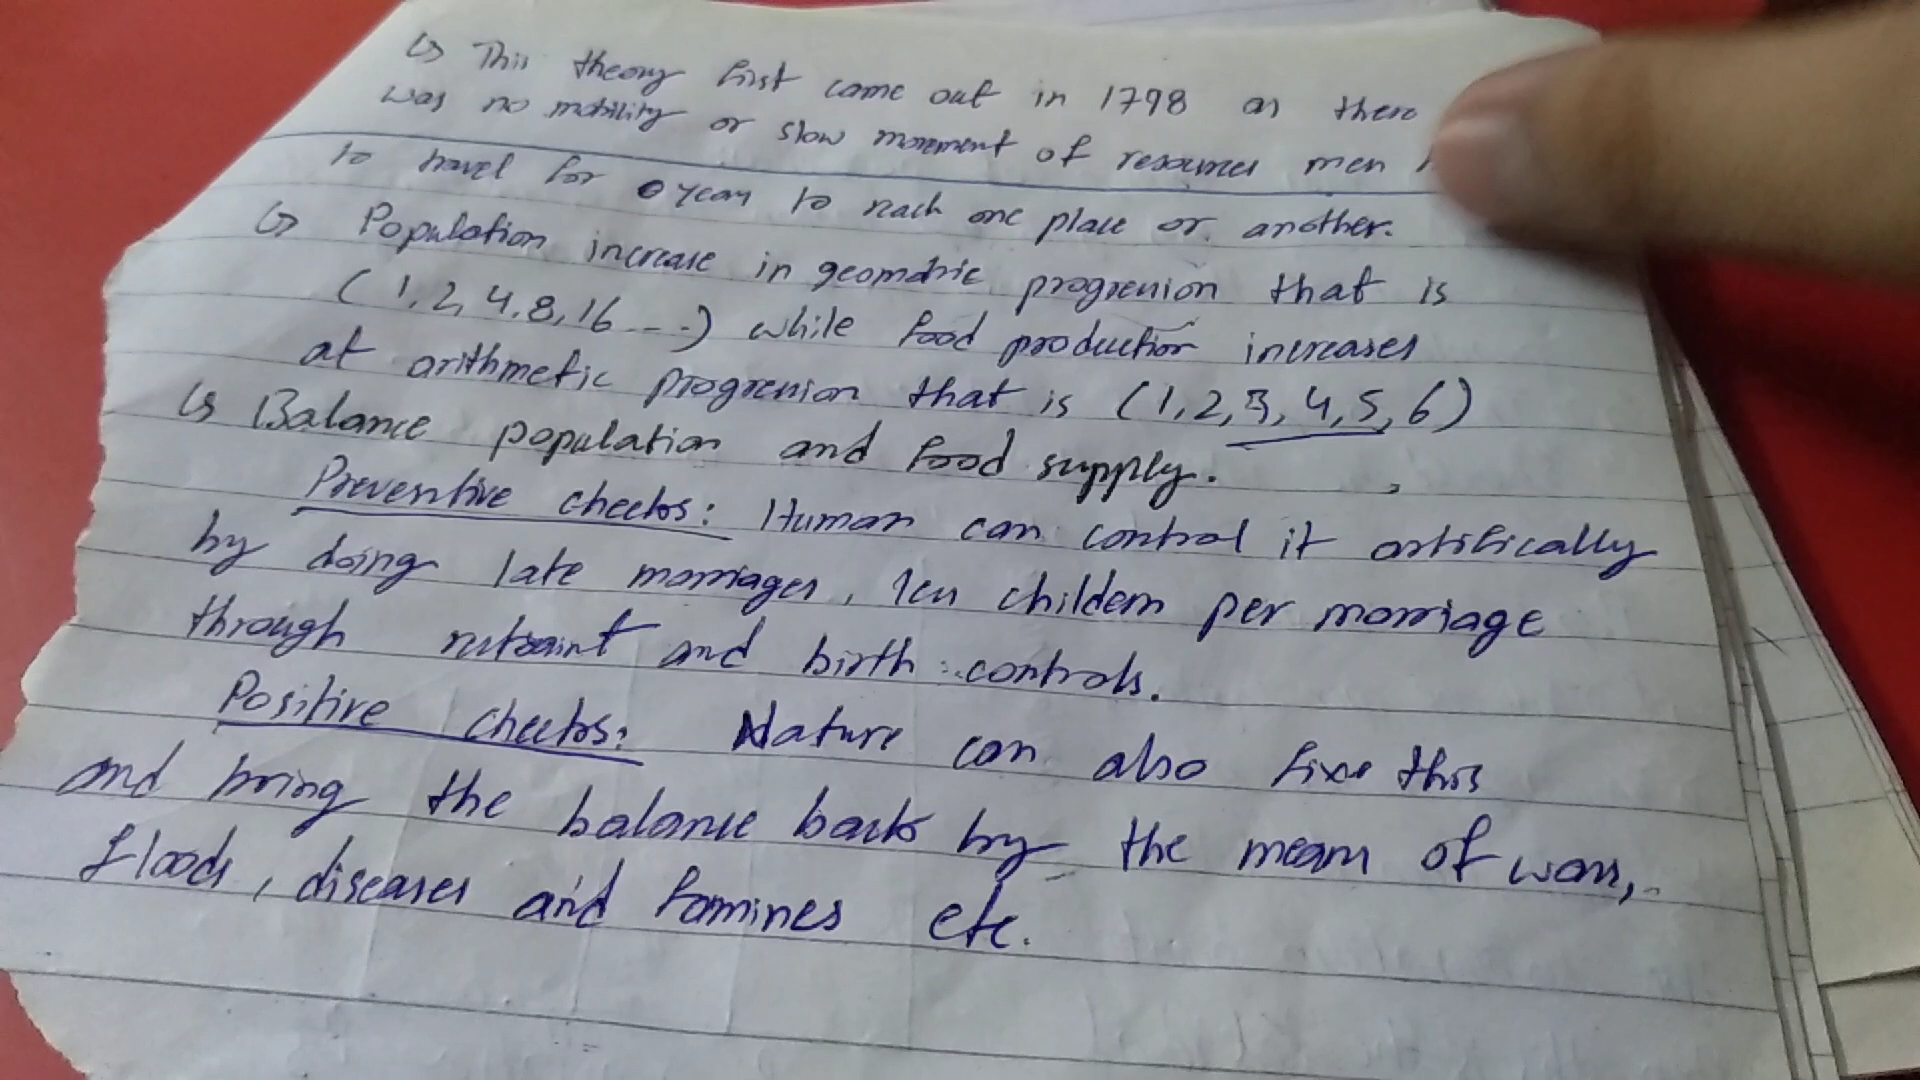 ↳ This theory first came out in 1798 as there
was no mobility or slow movement of resources men
to travel for year to reach one place or another.
↳ Population increase in geometric progression that is
(1,2,4,8,16---) while food production increases
at arithmetic progression that is (1,2,3,4,5,6)
↳ Balance population and food supply.
Preventive checks: Human can control it artifically
by doing late marriages, less childern per marriage
through restraint and birth controls.
Positive checks: Nature can also fix this
and bring the balance back by the means of wars,
floods, diseases and famines etc.